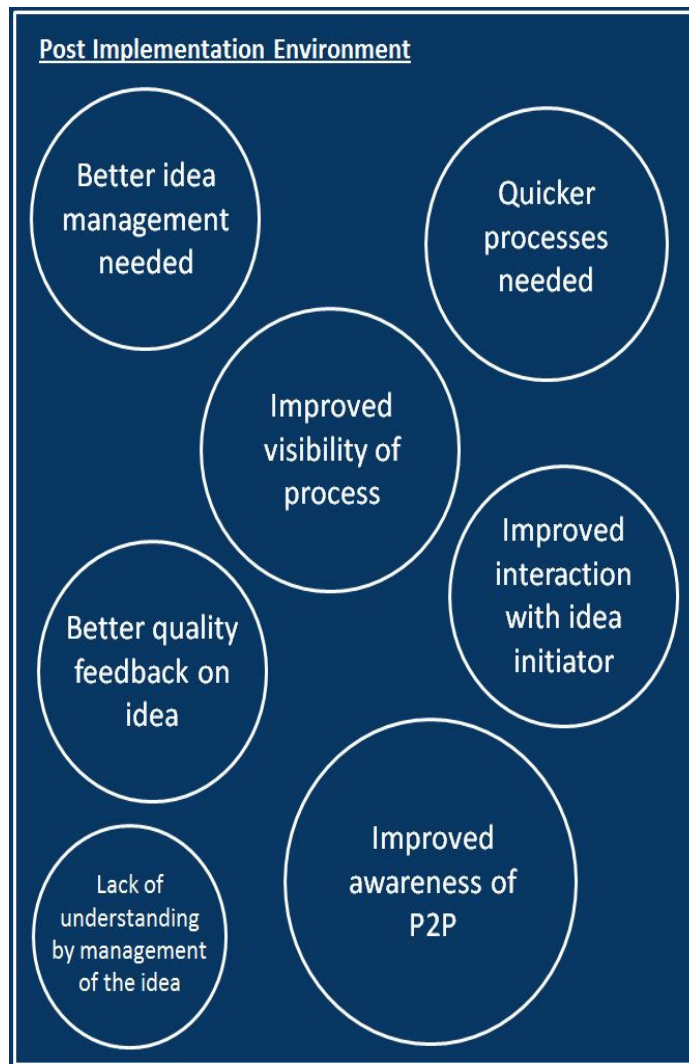 Post Implementation Environment
Better idea
management
needed
Quicker
processes
needed
Improved
visibility of
process
Improved
interaction
with idea
initiator
Better quality
feedback on
idea
Improved
awareness of
P2P
Lack of
understanding
by management
of the idea